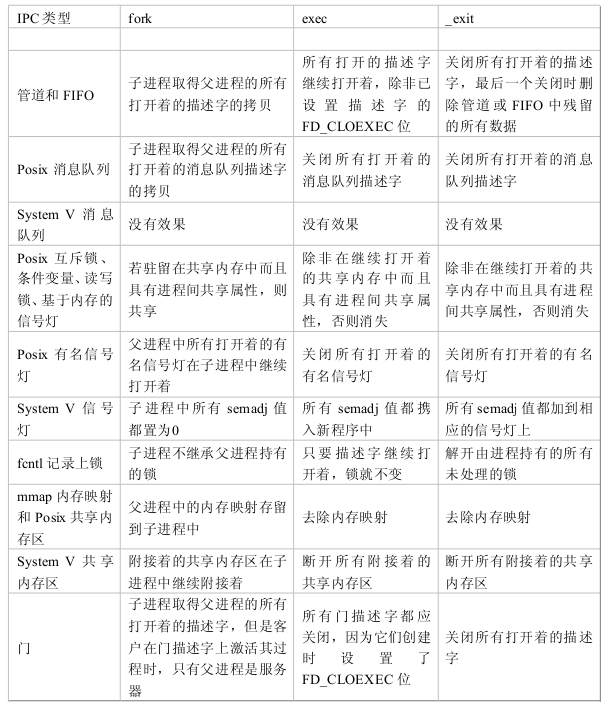 IPC 类型 fork exec _exit
管道和 FIFO
子进程取得父进程的所有
打开着的描述字的拷贝
所有打开的描述字
继续打开着，除非已
设置描述字的
FD_CLOEXEC 位
关闭所有打开着的描述
字，最后一个关闭时删
除管道或 FIFO 中残留
的所有数据
Posix 消息队列
子进程取得父进程的所有
打开着的消息队列描述字
的拷贝
关闭所有打开着的
消息队列描述字
关闭所有打开着的消息
队列描述字
System V 消息
队列
没有效果
没有效果
没有效果
Posix 互斥锁、
条件变量、读写
锁、基于内存的
信号灯
若驻留在共享内存中而且
具有进程间共享属性，则
共享
除非在继续打开着
的共享内存中而且
具有进程间共享属
性，否则消失
除非在继续打开着的共
享内存中而且具有进程
间共享属性，否则消失
Posix 有名信号
灯
父进程中所有打开着的有
名信号灯在子进程中继续
打开着
关闭所有打开着的
有名信号灯
关闭所有打开着的有名
信号灯
System V 信号
灯
子进程中所有 semadj 值
都置为0
所有 semadj 值都携
入新程序中
所有 semadj 值都加到相
应的信号灯上
fcntl 记录上锁
子进程不继承父进程持有
的锁
只要描述字继续打
开着，锁就不变
解开由进程持有的所有
未处理的锁
mmap 内存映射
和 Posix 共享内
存区
父进程中的内存映射存留
到子进程中
去除内存映射
去除内存映射
System V 共享
内存区
附接着的共享内存区在子
进程中继续附接着
断开所有附接着的
共享内存区
断开所有附接着的共享
内存区
门
子进程取得父进程的所有
打开着的描述字，但是客
户在门描述字上激活其过
程时，只有父进程是服务
器
所有门描述字都应
关闭，因为它们创建
时设置了
FD_CLOEXEC 位
关闭所有打开着的描述
字